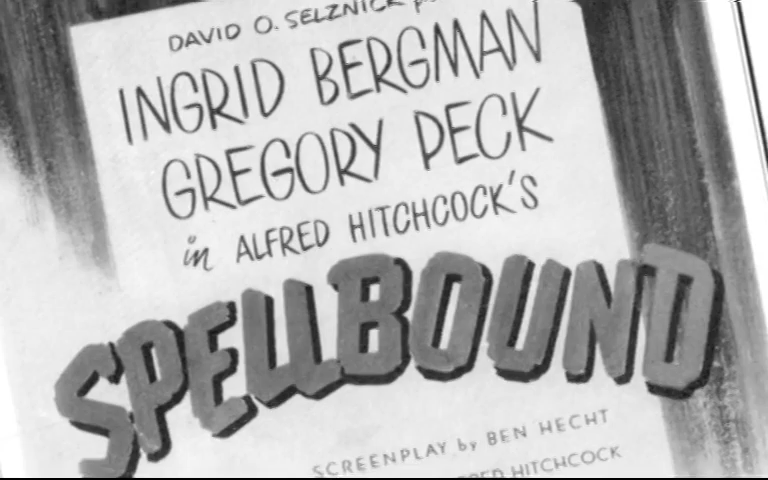 DAVID O. SELZNICK
INGRID BERGMAN
GREGORY PECK
in ALFRED HITCHCOCK'S
SPELLBOUND
SCREENPLAY by BEN HECHT
HITCHCOCK